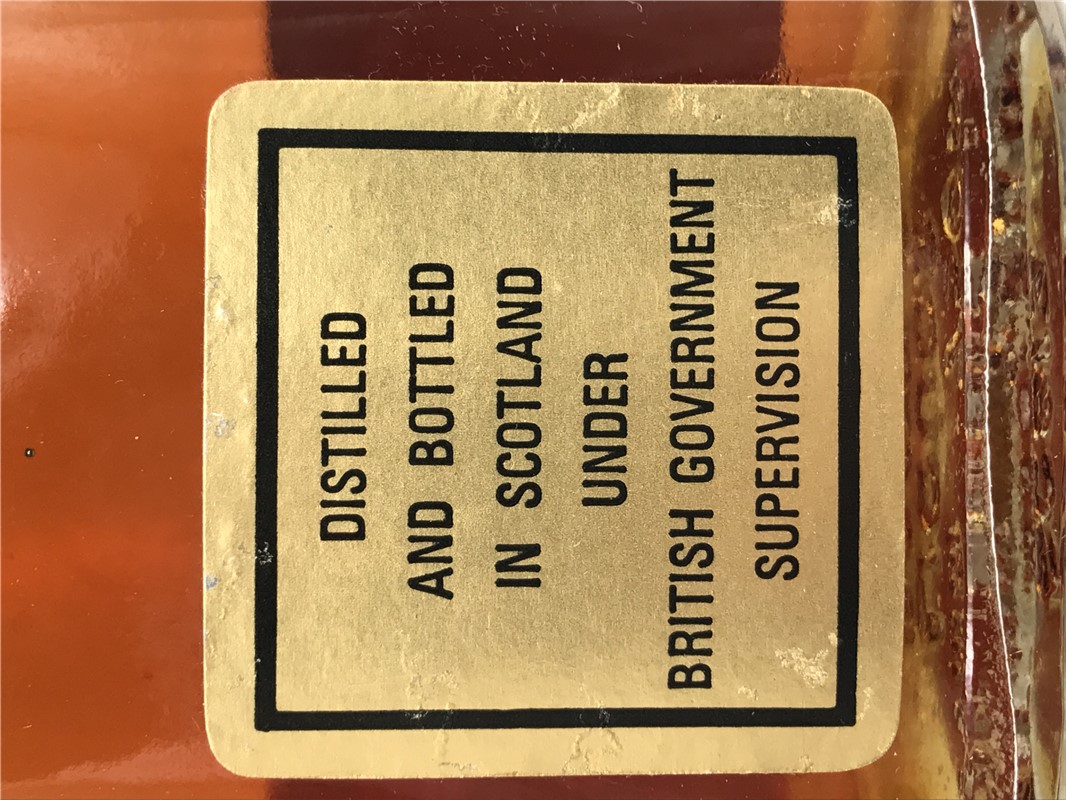 DISTILLED
AND BOTTLED
IN SCOTLAND
UNDER
BRITISH GOVERNMENT
SUPERVISION